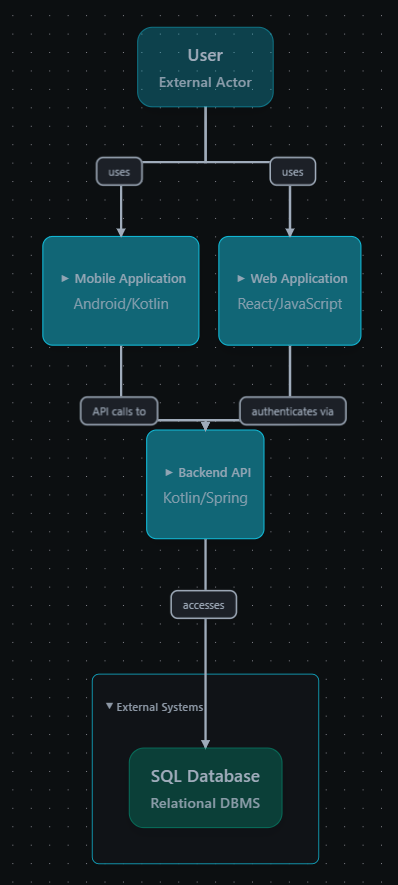 User
External Actor
uses
uses
► Mobile Application
Android/Kotlin
► Web Application
React/JavaScript
API calls to
authenticates via
► Backend API
Kotlin/Spring
accesses
▼ External Systems
SQL Database
Relational DBMS